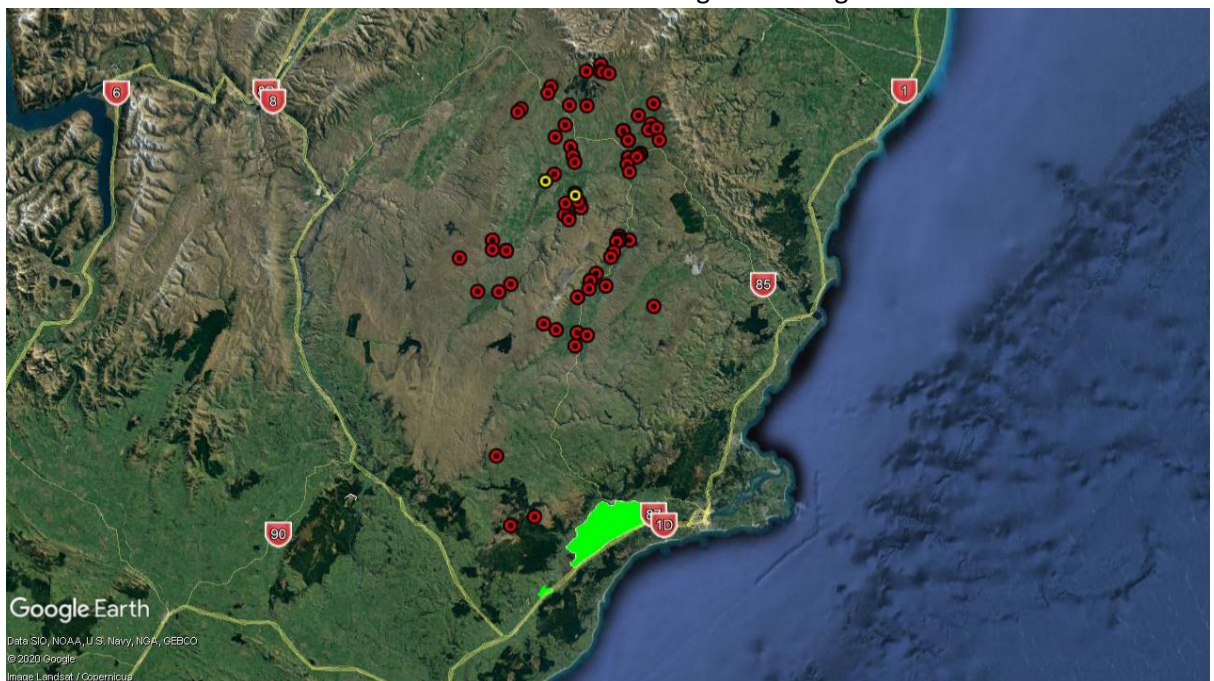 6
8
1
85
90
1D
Google Earth
Data SIO, NOAA, U.S. Navy, NGA, GEBCO
© 2020 Google
Image Landsat / Copernicus